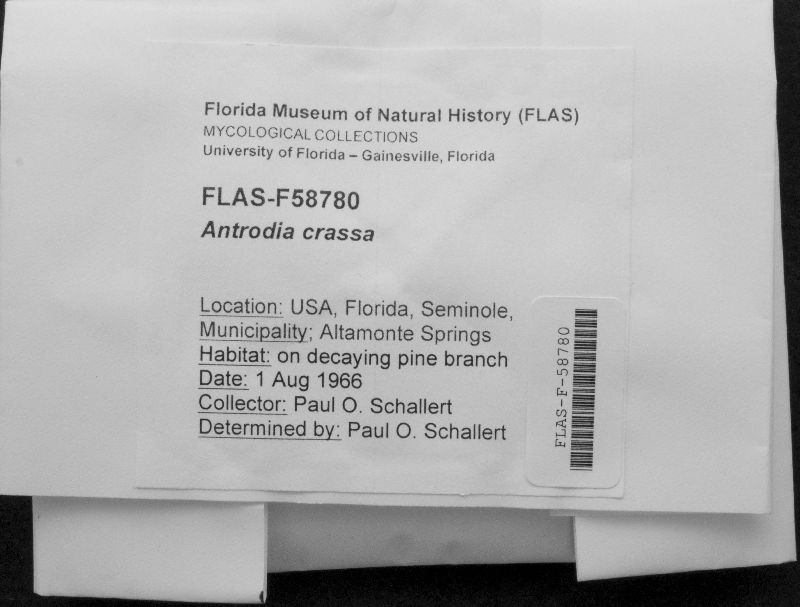 Florida Museum of Natural History (FLAS)
MYCOLOGICAL COLLECTIONS
University of Florida – Gainesville, Florida
FLAS-F58780
Antrodia crassa
Location: USA, Florida, Seminole,
Municipality; Altamonte Springs
Habitat: on decaying pine branch
Date: 1 Aug 1966
Collector: Paul O. Schallert
Determined by: Paul O. Schallert
FLAS-F-58780